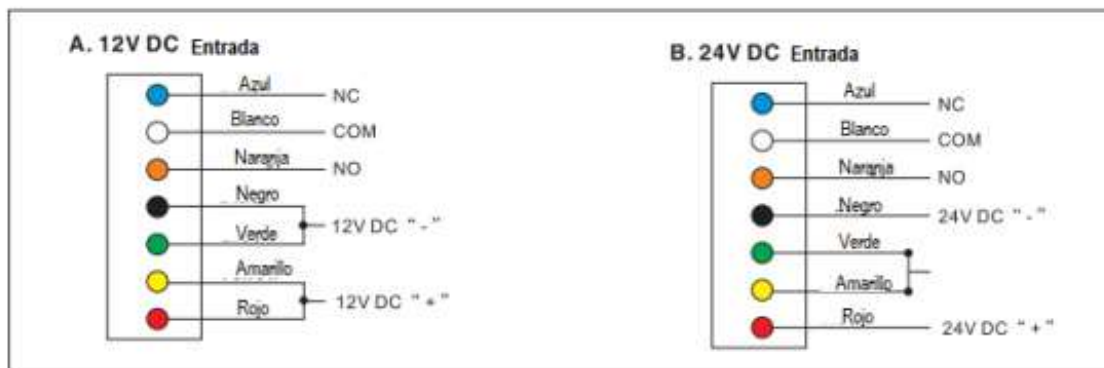 A. 12V DC Entrada
Azul
NC
Blanco
COM
Naranja
NO
Negro
12V DC " - "
Verde
Amarillo
12V DC " + "
Rojo
B. 24V DC Entrada
Azul
NC
Blanco
COM
Naranja
NO
Negro
24V DC " - "
Verde
Amarillo
Rojo
24V DC " + "